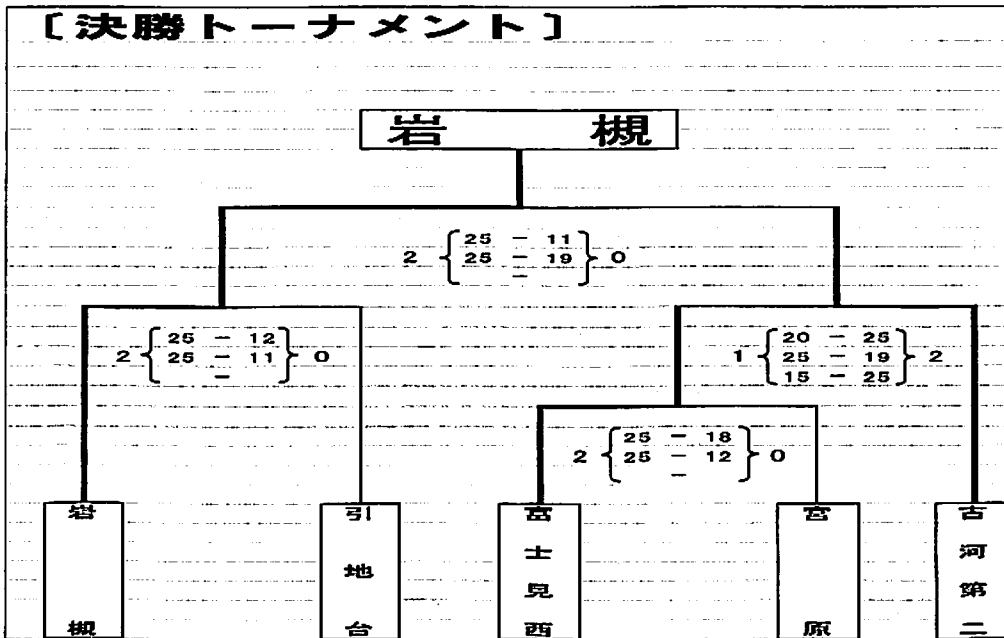 〔決勝トーナメント〕
岩 槻
25 － 11
2 { 25 － 19 } 0
－
25 － 12
2 { 25 － 11 } 0
－
20 － 25
1 { 25 － 19 } 2
15 － 25
25 － 18
2 { 25 － 12 } 0
－
岩槻
引地台
富士見西
宮原
古河第二